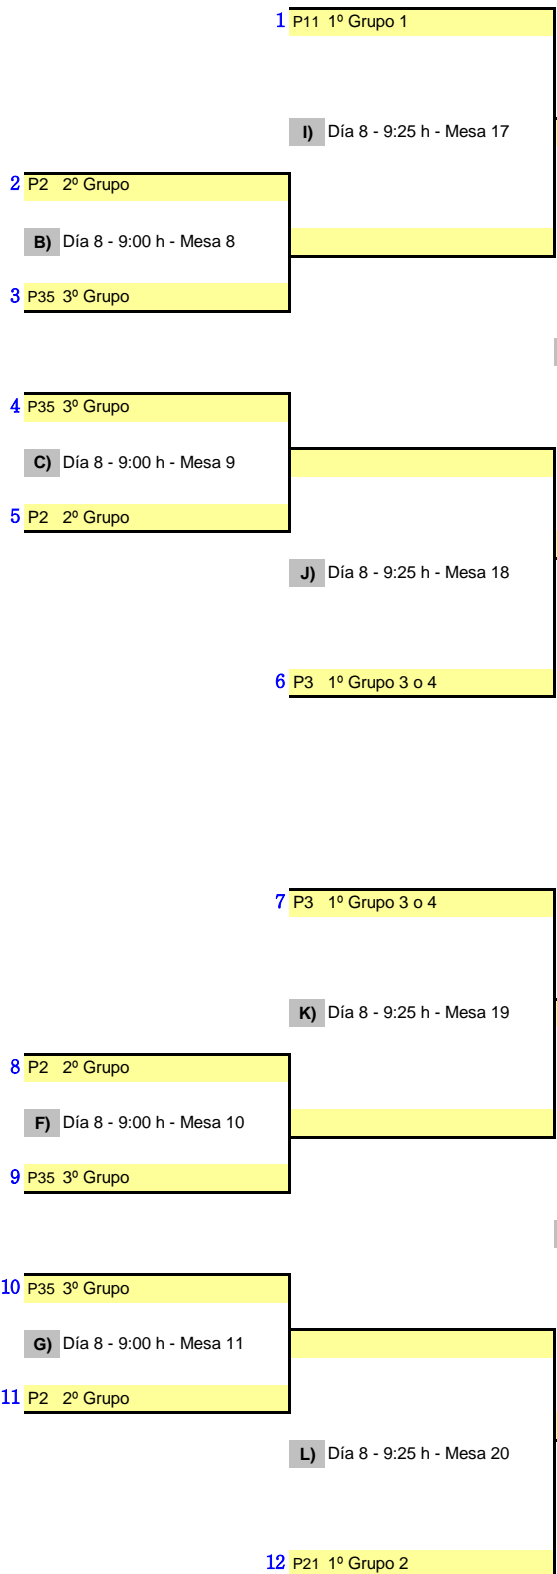 1 P11 1º Grupo 1
I) Día 8 - 9:25 h - Mesa 17
2 P2 2º Grupo
B) Día 8 - 9:00 h - Mesa 8
3 P35 3º Grupo
4 P35 3º Grupo
C) Día 8 - 9:00 h - Mesa 9
5 P2 2º Grupo
J) Día 8 - 9:25 h - Mesa 18
6 P3 1º Grupo 3 o 4
7 P3 1º Grupo 3 o 4
K) Día 8 - 9:25 h - Mesa 19
8 P2 2º Grupo
F) Día 8 - 9:00 h - Mesa 10
9 P35 3º Grupo
10 P35 3º Grupo
G) Día 8 - 9:00 h - Mesa 11
11 P2 2º Grupo
L) Día 8 - 9:25 h - Mesa 20
12 P21 1º Grupo 2